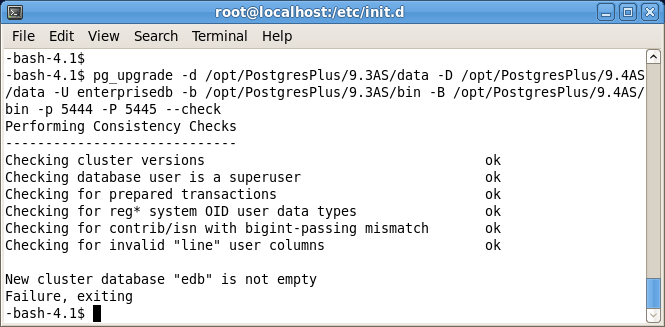 root@localhost:/etc/init.d
File Edit View Search Terminal Help
-bash-4.1$
-bash-4.1$ pg_upgrade -d /opt/PostgresPlus/9.3AS/data -D /opt/PostgresPlus/9.4AS
/data -U enterprisedb -b /opt/PostgresPlus/9.3AS/bin -B /opt/PostgresPlus/9.4AS/
bin -p 5444 -P 5445 --check
Performing Consistency Checks
-----------------------------
Checking cluster versions                                   ok
Checking database user is a superuser                       ok
Checking for prepared transactions                          ok
Checking for reg* system OID user data types                ok
Checking for contrib/isn with bigint-passing mismatch       ok
Checking for invalid "line" user columns                    ok
New cluster database "edb" is not empty
Failure, exiting
-bash-4.1$